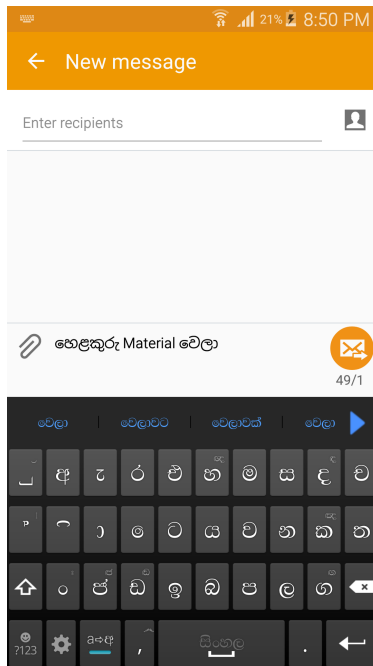 21% 8:50 PM
New message
Enter recipients
හෙළකුරු Material වෙලා
49/1
වෙලා වෙලාවට වෙලාවක් වෙලා
අ ැ ර එ හ ම ස ද ච
ා ෙ ට ය ව න ක ත
ං ජ ඩ ඉ බ ප ල ග
?123 a⇨අ , සිංහල .